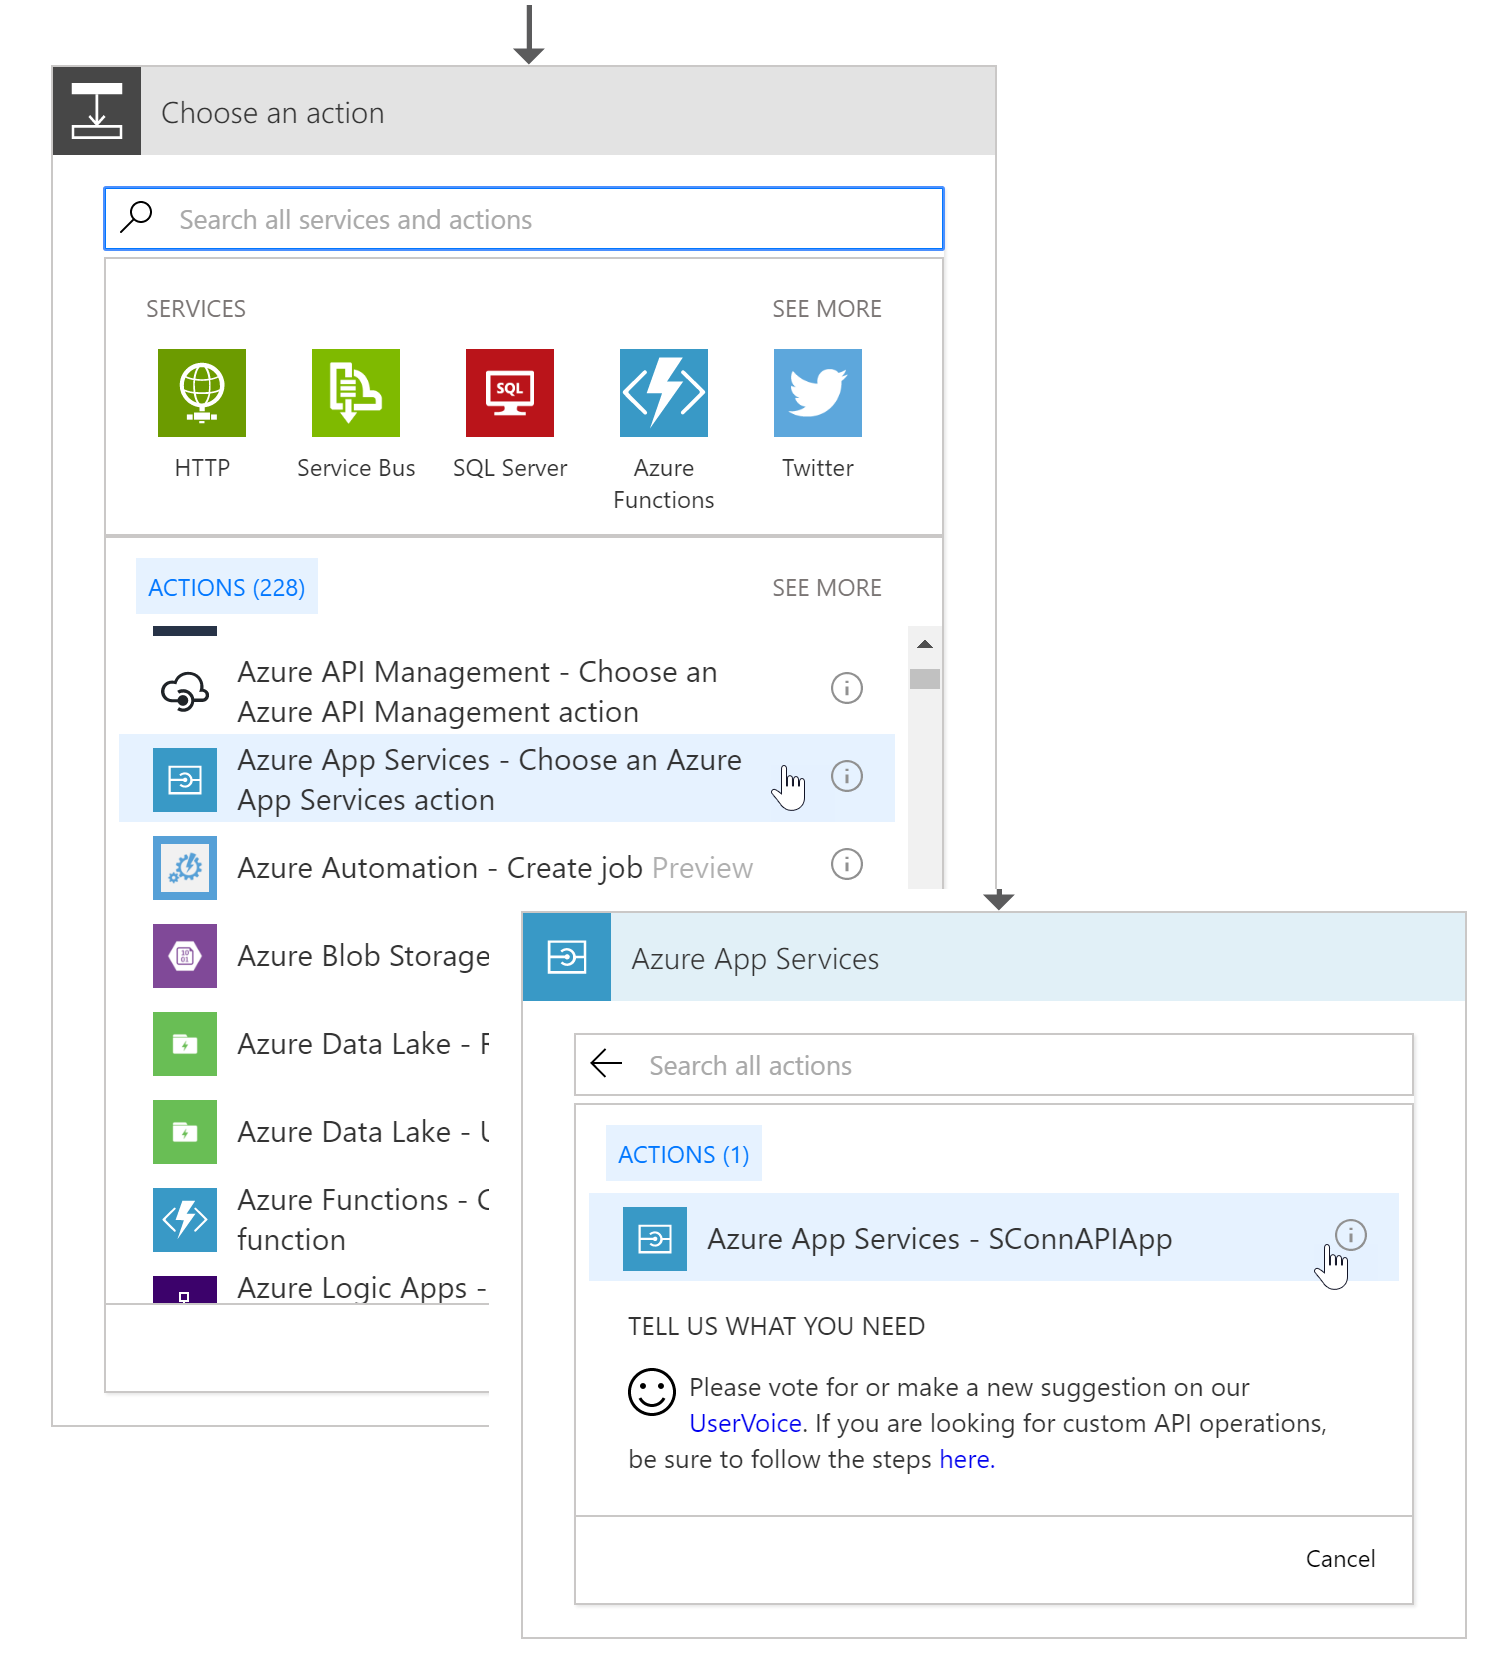 Choose an action
Search all services and actions
SERVICES
SEE MORE
SQL
HTTP
Service Bus
SQL Server
Azure
Functions
Twitter
ACTIONS (228)
SEE MORE
Azure API Management - Choose an
Azure API Management action
Azure App Services - Choose an Azure
App Services action
Azure Automation - Create job Preview
Azure Blob Storage
Azure Data Lake -
Azure Data Lake -
Azure Functions -
function
Azure Logic Apps -
Azure App Services
Search all actions
ACTIONS (1)
Azure App Services - SConnAPIApp
TELL US WHAT YOU NEED
Please vote for or make a new suggestion on our
UserVoice. If you are looking for custom API operations,
be sure to follow the steps here.
Cancel